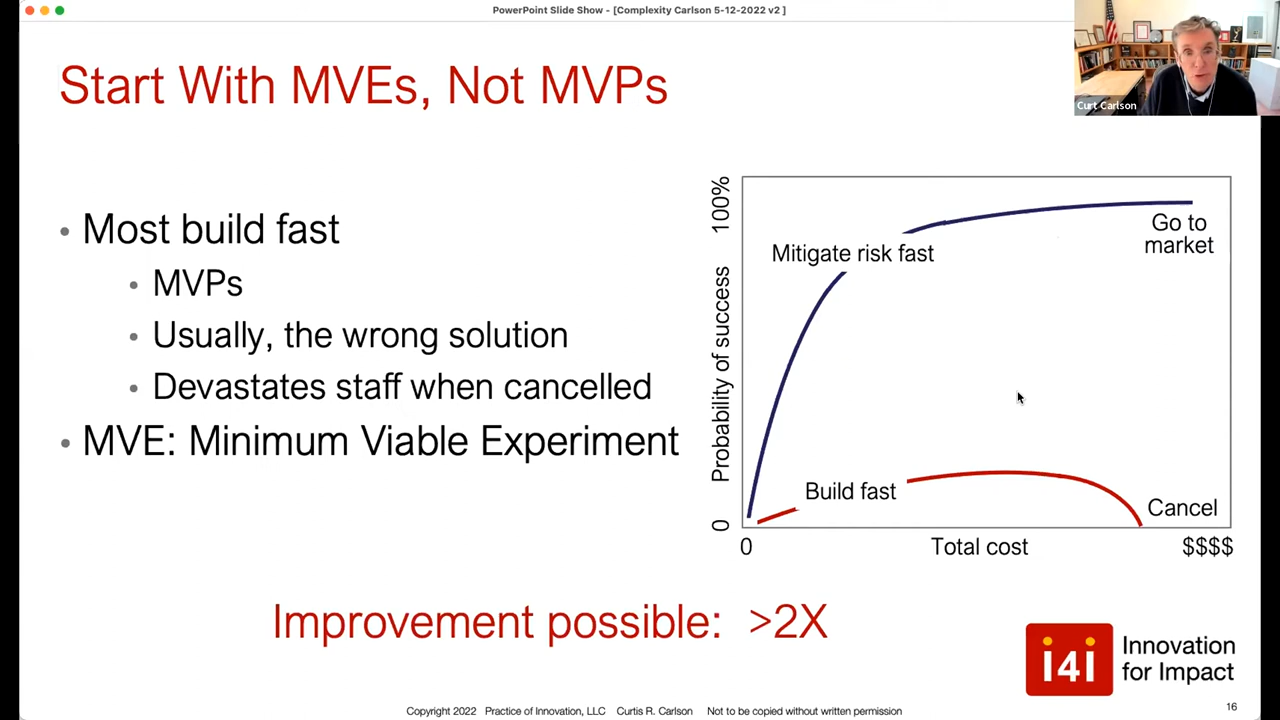 PowerPoint Slide Show - [Complexity Carlson 5-12-2022 v2 ]
Curt Carlson
Start With MVEs, Not MVPs
• Most build fast
• MVPs
• Usually, the wrong solution
• Devastates staff when cancelled
• MVE: Minimum Viable Experiment
100%
Probability of success
0
Mitigate risk fast
Go to
market
Build fast
Cancel
0
Total cost
$$$$
Improvement possible: >2X
i4i
Innovation
for Impact
Copyright 2022 Practice of Innovation, LLC Curtis R. Carlson Not to be copied without written permission
16